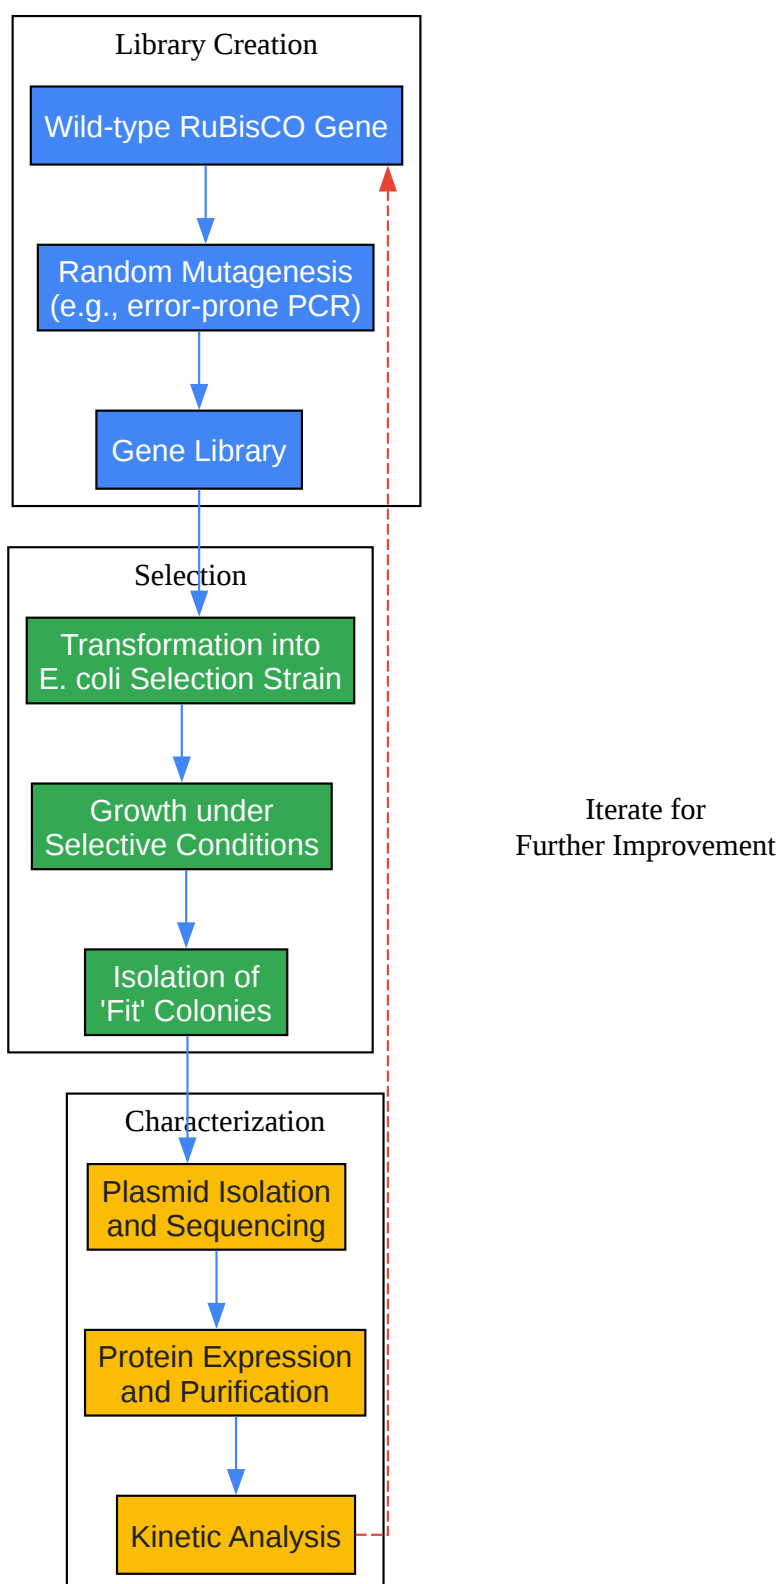 Library Creation
Wild-type RuBisCO Gene
Random Mutagenesis
(e.g., error-prone PCR)
Gene Library
Selection
Transformation into
E. coli Selection Strain
Growth under
Selective Conditions
Iterate for
Further Improvement
Isolation of
'Fit' Colonies
Characterization
Plasmid Isolation
and Sequencing
Protein Expression
and Purification
Kinetic Analysis